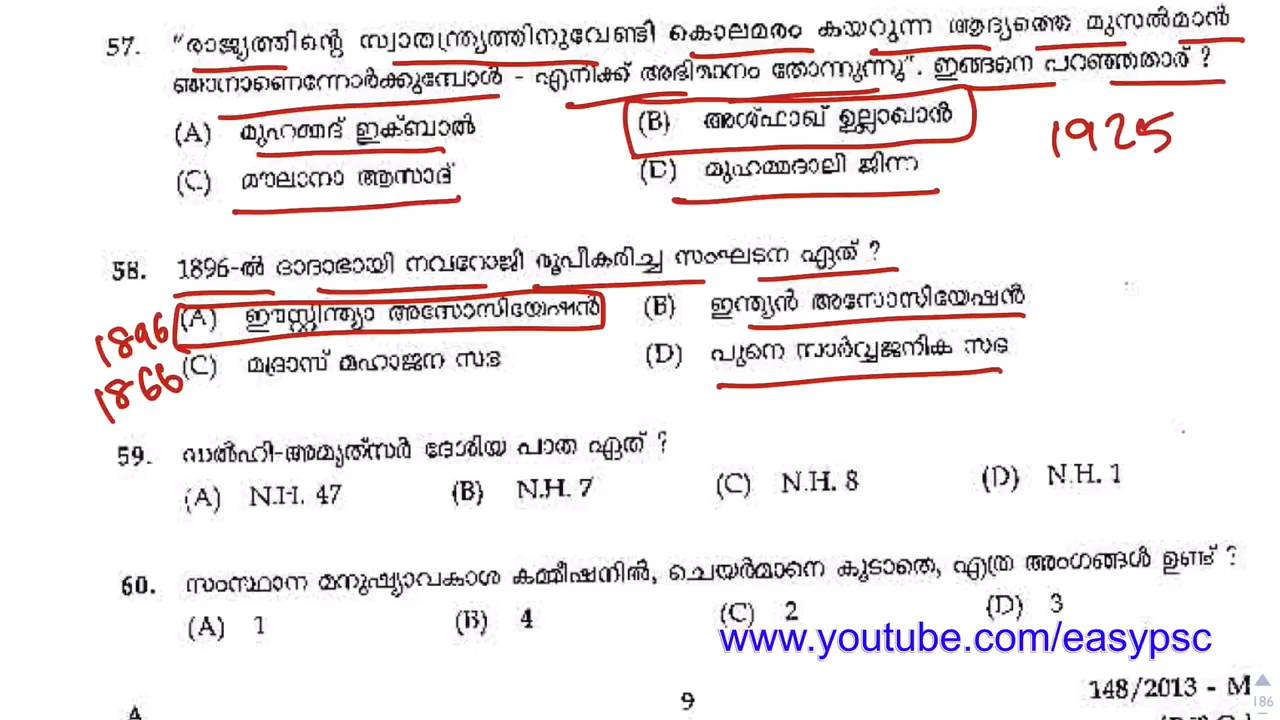 57. “രാജ്യത്തിന്റെ സ്വാതന്ത്ര്യത്തിനുവേണ്ടി കൊലമരം കയറുന്ന ആദ്യത്തെ മുസൽമാൻ
ഞാനാണെന്നോർക്കുമ്പോൾ - എനിക്ക് അഭിമാനം തോന്നുന്നു”. ഇങ്ങനെ പറഞ്ഞതാര് ?
(A) മുഹമ്മദ് ഇക്ബാൽ (B) അശ്ഫാഖ് ഉല്ലാഖാൻ 1925
(C) മൗലാനാ ആസാദ് (D) മുഹമ്മദാലി ജിന്ന
58. 1896-ൽ ദാദാഭായി നവറോജി രൂപീകരിച്ച സംഘടന ഏത് ?
1896 (A) ഈസ്റ്റിന്ത്യാ അസോസിയേഷൻ (B) ഇന്ത്യൻ അസോസിയേഷൻ
1866 (C) മദ്രാസ് മഹാജന സഭ (D) പുനെ സാർവ്വജനിക സഭ
59. ഡൽഹി-അമൃത്സർ ദേശിയ പാത ഏത് ?
(A) N.H. 47 (B) N.H. 7 (C) N.H. 8 (D) N.H. 1
60. സംസ്ഥാന മനുഷ്യാവകാശ കമ്മീഷനിൽ, ചെയർമാനെ കൂടാതെ, എത്ര അംഗങ്ങൾ ഉണ്ട് ?
(A) 1 (B) 4 (C) 2 (D) 3
www.youtube.com/easypsc
A 9 148/2013 - M
186